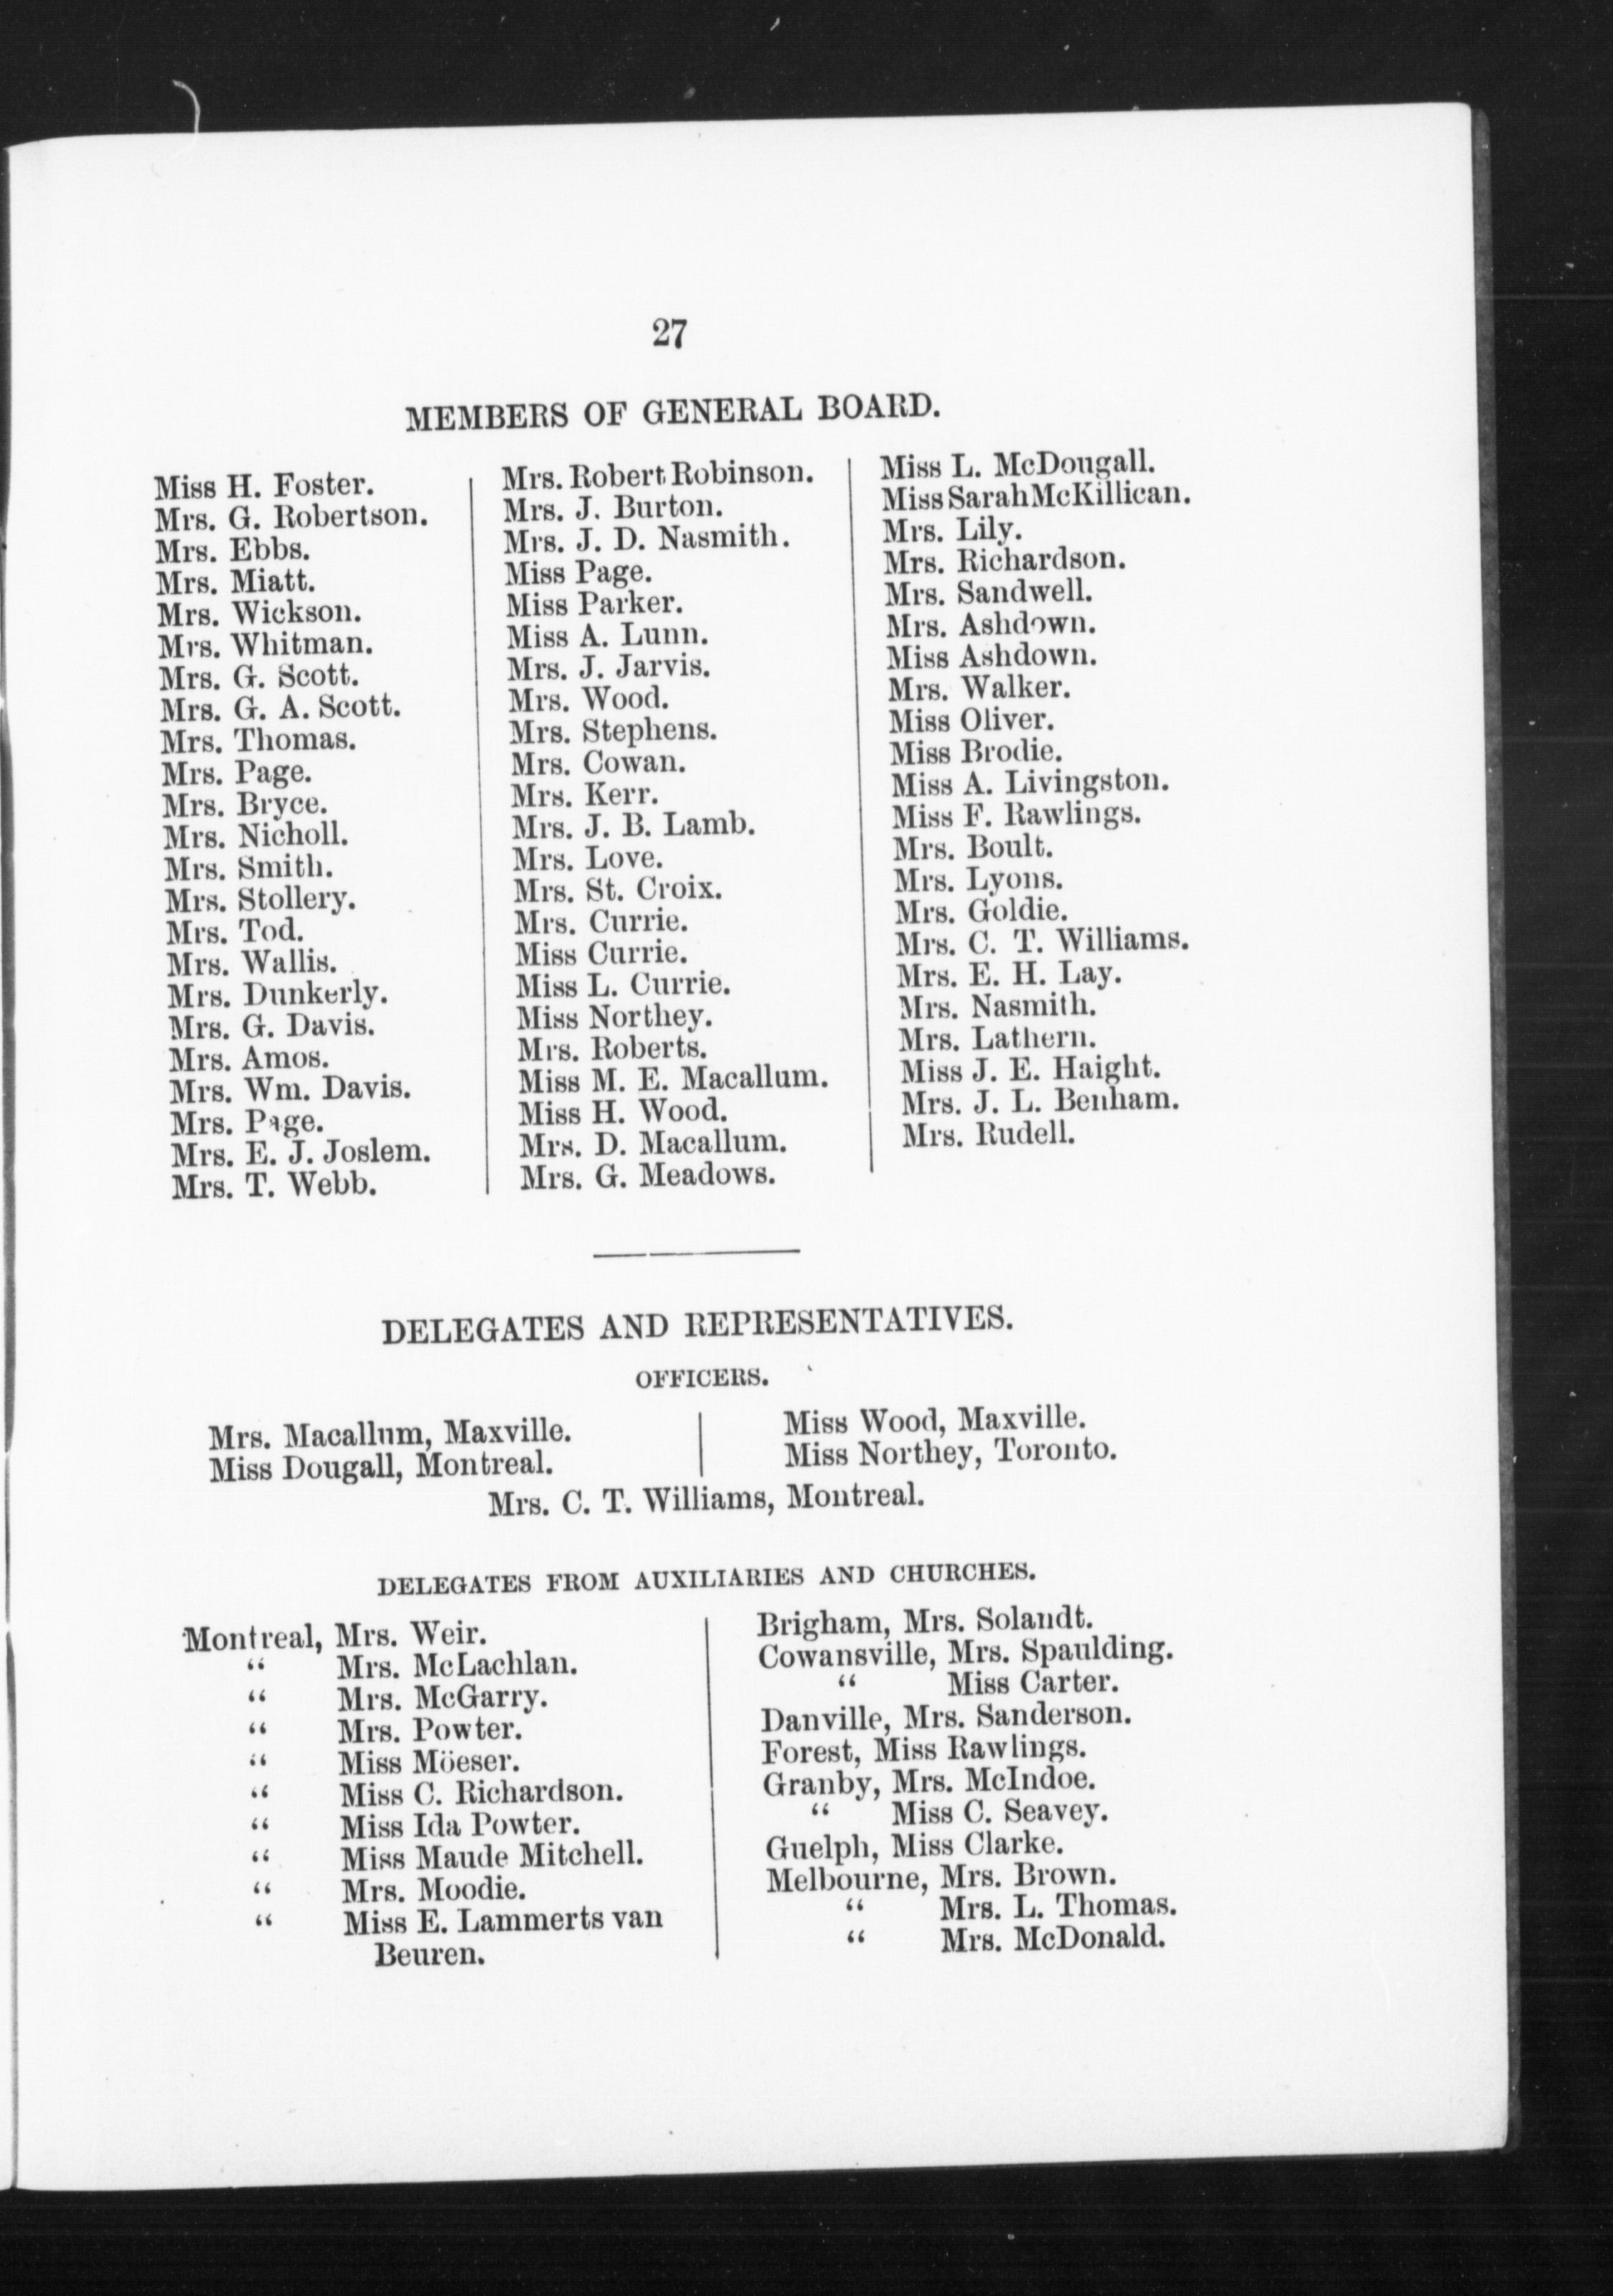 27
MEMBERS OF GENERAL BOARD.
Miss H. Foster.
Mrs. G. Robertson.
Mrs. Ebbs.
Mrs. Miatt.
Mrs. Wickson.
Mrs. Whitman.
Mrs. G. Scott.
Mrs. G. A. Scott.
Mrs. Thomas.
Mrs. Page.
Mrs. Bryce.
Mrs. Nicholl.
Mrs. Smith.
Mrs. Stollery.
Mrs. Tod.
Mrs. Wallis.
Mrs. Dunkerly.
Mrs. G. Davis.
Mrs. Amos.
Mrs. Wm. Davis.
Mrs. Page.
Mrs. E. J. Joslem.
Mrs. T. Webb.
Mrs. Robert Robinson.
Mrs. J. Burton.
Mrs. J. D. Nasmith.
Miss Page.
Miss Parker.
Miss A. Lunn.
Mrs. J. Jarvis.
Mrs. Wood.
Mrs. Stephens.
Mrs. Cowan.
Mrs. Kerr.
Mrs. J. B. Lamb.
Mrs. Love.
Mrs. St. Croix.
Mrs. Currie.
Miss Currie.
Miss L. Currie.
Miss Northey.
Mrs. Roberts.
Miss M. E. Macallum.
Miss H. Wood.
Mrs. D. Macallum.
Mrs. G. Meadows.
Miss L. McDougall.
Miss Sarah McKillican.
Mrs. Lily.
Mrs. Richardson.
Mrs. Sandwell.
Mrs. Ashdown.
Miss Ashdown.
Mrs. Walker.
Miss Oliver.
Miss Brodie.
Miss A. Livingston.
Miss F. Rawlings.
Mrs. Boult.
Mrs. Lyons.
Mrs. Goldie.
Mrs. C. T. Williams.
Mrs. E. H. Lay.
Mrs. Nasmith.
Mrs. Lathern.
Miss J. E. Haight.
Mrs. J. L. Benham.
Mrs. Rudell.
DELEGATES AND REPRESENTATIVES.
OFFICERS.
Mrs. Macallum, Maxville.
Miss Dougall, Montreal.
Miss Wood, Maxville.
Miss Northey, Toronto.
Mrs. C. T. Williams, Montreal.
DELEGATES FROM AUXILIARIES AND CHURCHES.
Montreal, Mrs. Weir.
“ Mrs. McLachlan.
“ Mrs. McGarry.
“ Mrs. Powter.
“ Miss Möeser.
“ Miss C. Richardson.
“ Miss Ida Powter.
“ Miss Maude Mitchell.
“ Mrs. Moodie.
“ Miss E. Lammerts van
Beuren.
Brigham, Mrs. Solandt.
Cowansville, Mrs. Spaulding.
“ Miss Carter.
Danville, Mrs. Sanderson.
Forest, Miss Rawlings.
Granby, Mrs. McIndoe.
“ Miss C. Seavey.
Guelph, Miss Clarke.
Melbourne, Mrs. Brown.
“ Mrs. L. Thomas.
“ Mrs. McDonald.